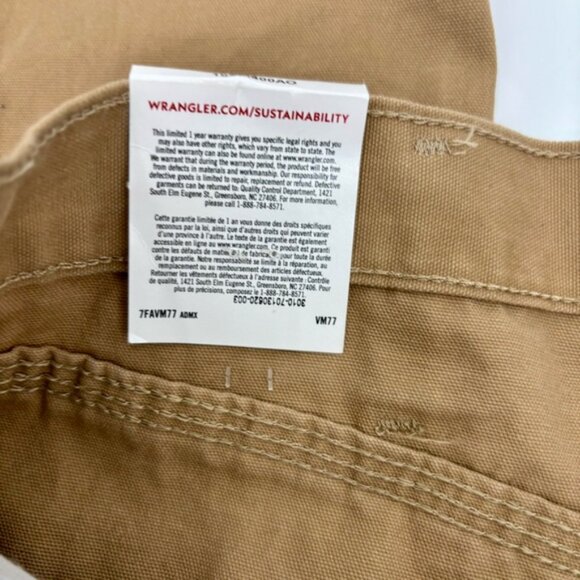 WRANGLER.COM/SUSTAINABILITY
This limited 1 year warranty gives you specific legal rights and you
may also have other rights, which vary from state to state. The
limited warranty can also be found online at www.wrangler.com.
We warrant that during the warranty period, the product will be free
from defects in materials and workmanship. Our responsibility for
defective goods is limited to repair, replacement or refund. Defective
garments can be returned to: Quality Control Department, 1421
South Elm Eugene St, Greensboro, NC 27406. For more information,
please call 1-888-784-8571.
Cette garantie limitée de 1 an vous donne des droits spécifiques
reconnus par la loi, ainsi que d'autres droits qui peuvent varier
d'une province à l'autre. Le texte de la garantie est également
accessible en ligne au www.wrangler.com. Ce produit est garanti
contre les défauts de de fabrica pour toute la durée
de la garantie. Notre responsabilité se limite à la réparation, au
remplacement ou au remboursement des articles défectueux.
Retourner les vêtements défectueux à l'adresse suivante : Contrôle
de qualité, 1421 South Elm Eugene St, Greensboro, NC 27406. Pour
plus de précisions, composez le 1-888-784-8571.
3010-70130820-003
7FAVM77 ADMX VM77